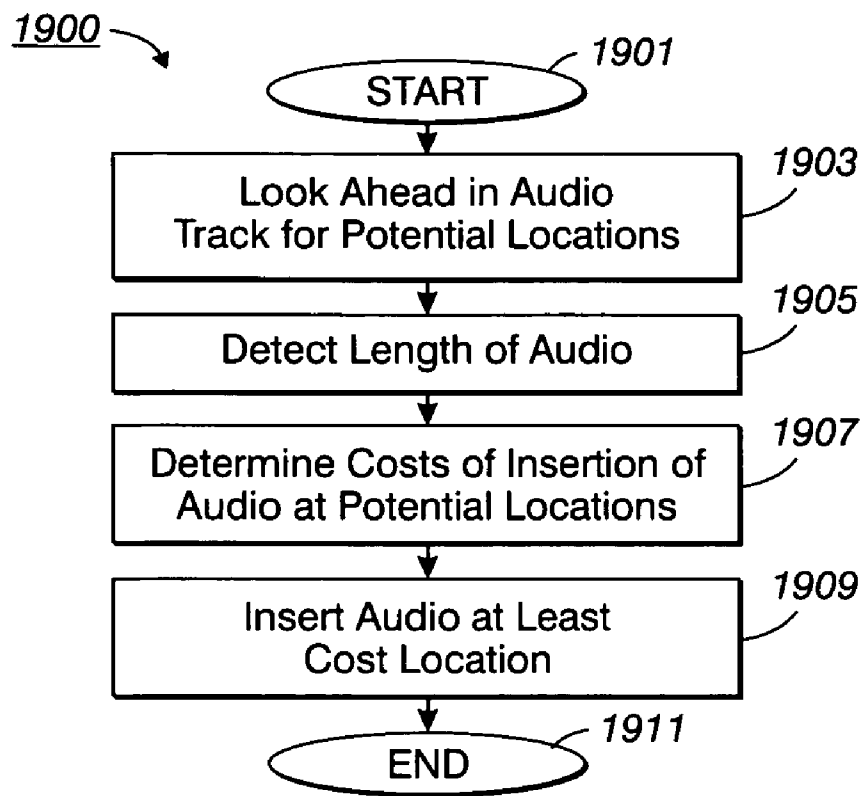 1900
1901
START
1903
Look Ahead in Audio
Track for Potential Locations
1905
Detect Length of Audio
1907
Determine Costs of Insertion of
Audio at Potential Locations
1909
Insert Audio at Least
Cost Location
1911
END